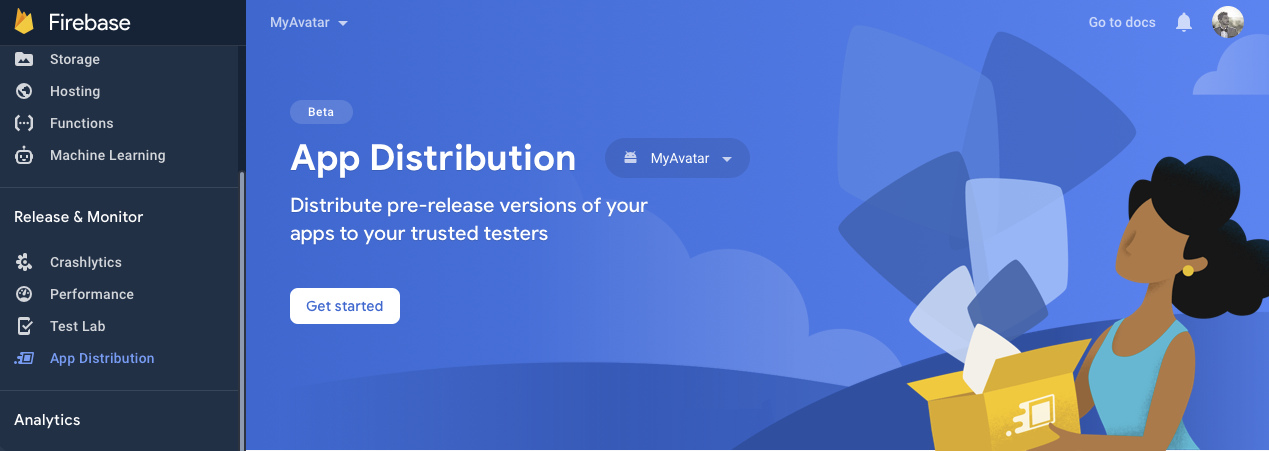 Firebase
Storage
Hosting
Functions
Machine Learning
Release & Monitor
Crashlytics
Performance
Test Lab
App Distribution
Analytics
MyAvatar
Go to docs
Beta
App Distribution
MyAvatar
Distribute pre-release versions of your
apps to your trusted testers
Get started